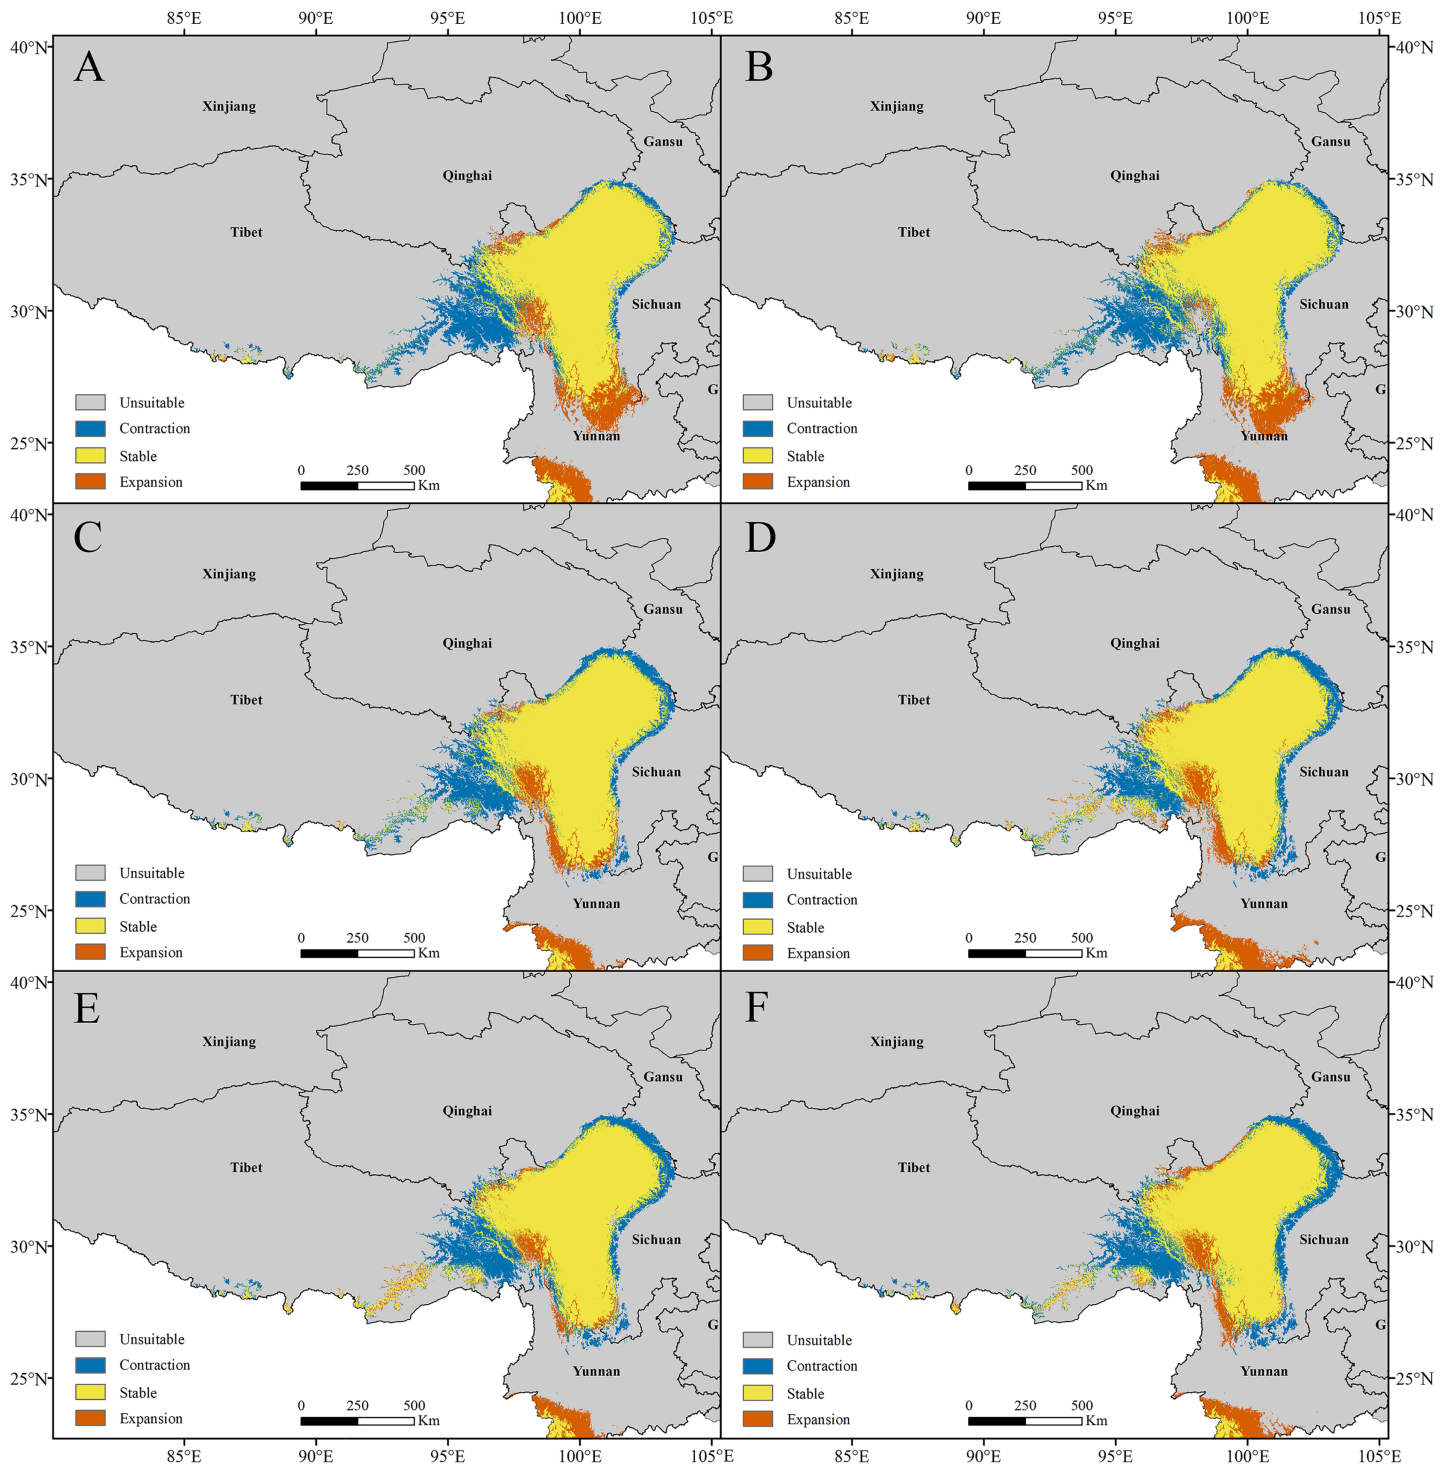 85°E 90°E 95°E 100°E 105°E 85°E 90°E 95°E 100°E 105°E
40°N A B 40°N
Xinjiang Xinjiang
Gansu Gansu
35°N Qinghai Qinghai 35°N
Tibet Tibet
30°N Sichuan Sichuan 30°N
G G
Unsuitable Unsuitable
Contraction Contraction
25°N Yunnan Yunnan 25°N
Stable Stable
0 250 500 0 250 500
Expansion Km Expansion Km
40°N C D 40°N
Xinjiang Xinjiang
Gansu Gansu
35°N Qinghai Qinghai 35°N
Tibet Tibet
30°N Sichuan Sichuan 30°N
G G
Unsuitable Unsuitable
Contraction Contraction
25°N Yunnan Yunnan 25°N
Stable Stable
0 250 500 0 250 500
Expansion Km Expansion Km
40°N E F 40°N
Xinjiang Xinjiang
Gansu Gansu
35°N Qinghai Qinghai 35°N
Tibet Tibet
30°N Sichuan Sichuan 30°N
G G
Unsuitable Unsuitable
Contraction Contraction
25°N Yunnan Yunnan 25°N
Stable Stable
0 250 500 0 250 500
Expansion Km Expansion Km
85°E 90°E 95°E 100°E 105°E 85°E 90°E 95°E 100°E 105°E